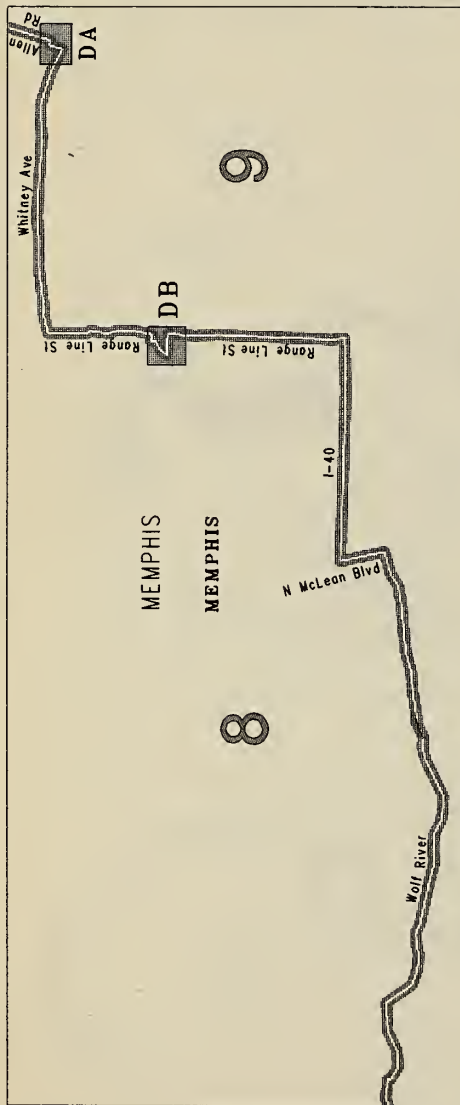 Whitney Ave
Allen
Rd
DA
Range Line St
DB
MEMPHIS
MEMPHIS
8
9
Range Line St
I-40
N McLean Blvd
Wolf River